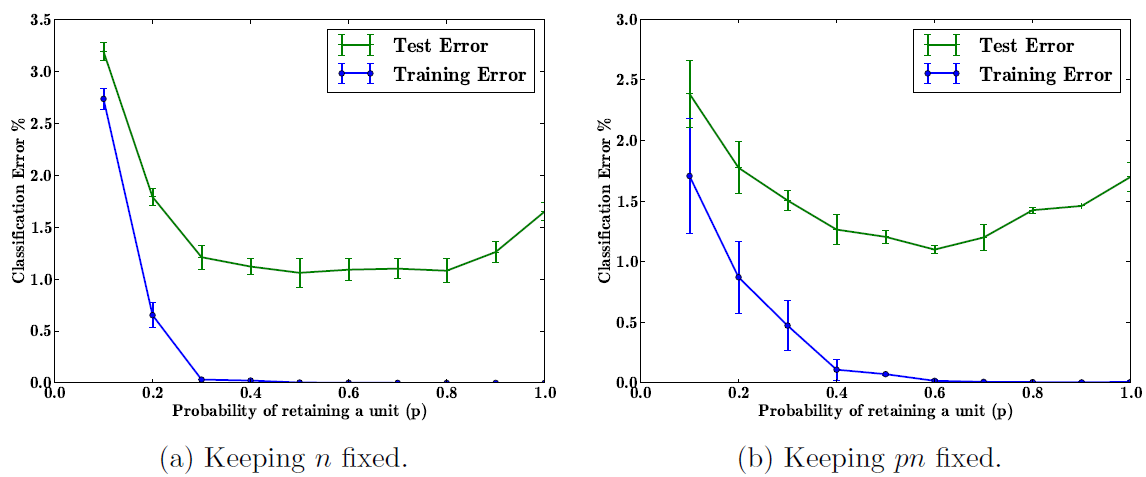 3.5
3.0
2.5
2.0
1.5
1.0
0.5
0.0
Classification Error %
Test Error
Training Error
0.0 0.2 0.4 0.6 0.8 1.0
Probability of retaining a unit (p)
(a) Keeping n fixed.
3.0
2.5
2.0
1.5
1.0
0.5
0.0
Classification Error %
Test Error
Training Error
0.0 0.2 0.4 0.6 0.8 1.0
Probability of retaining a unit (p)
(b) Keeping pn fixed.